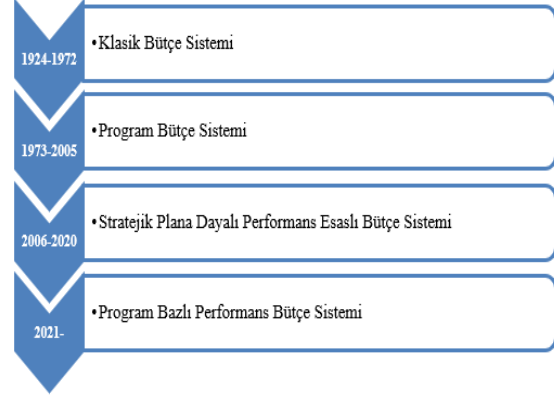 1924-1972
•Klasik Bütçe Sistemi
1973-2005
•Program Bütçe Sistemi
2006-2020
•Stratejik Plana Dayalı Performans Esaslı Bütçe Sistemi
2021-
•Program Bazlı Performans Bütçe Sistemi